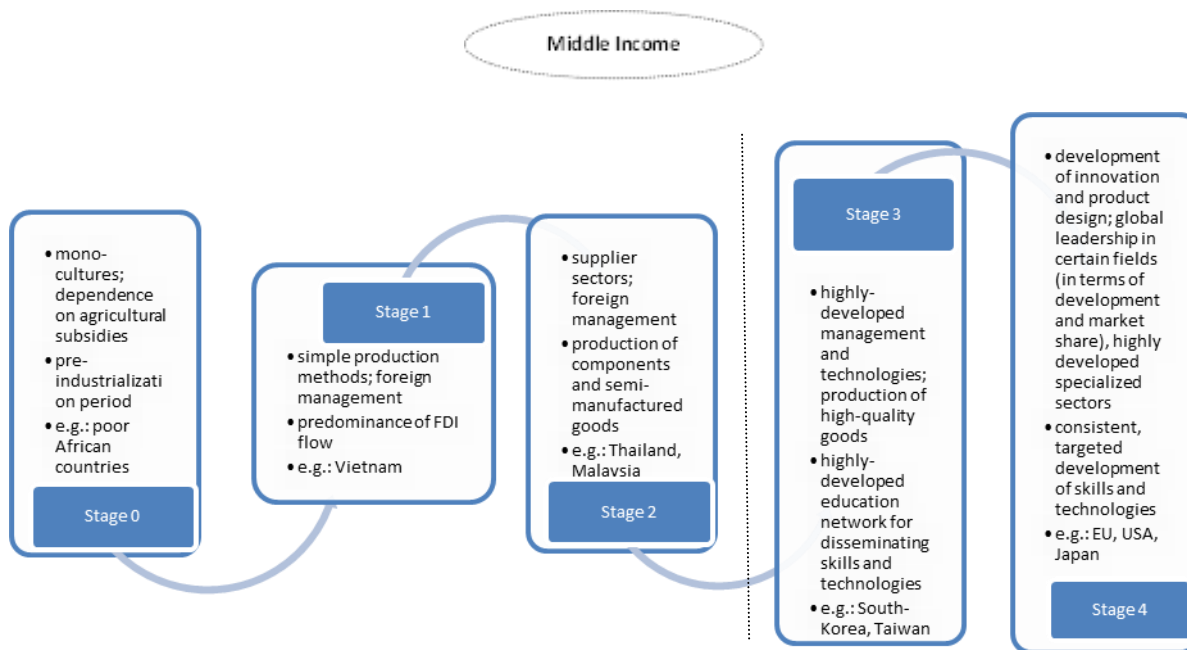 Middle Income
• mono-
cultures;
dependence
on agricultural
subsidies
• pre-
industrializati
on period
• e.g.: poor
African
countries
Stage 0
Stage 1
• simple production
methods; foreign
management
• predominance of FDI
flow
• e.g.: Vietnam
• supplier
sectors;
foreign
management
• production of
components
and semi-
manufactured
goods
• e.g.: Thailand,
Malaysia
Stage 2
Stage 3
• highly-
developed
management
and
technologies;
production of
high-quality
goods
• highly-
developed
education
network for
disseminating
skills and
technologies
• e.g.: South-
Korea, Taiwan
• development
of innovation
and product
design; global
leadership in
certain fields
(in terms of
development
and market
share), highly
developed
specialized
sectors
• consistent,
targeted
development
of skills and
technologies
• e.g.: EU, USA,
Japan
Stage 4